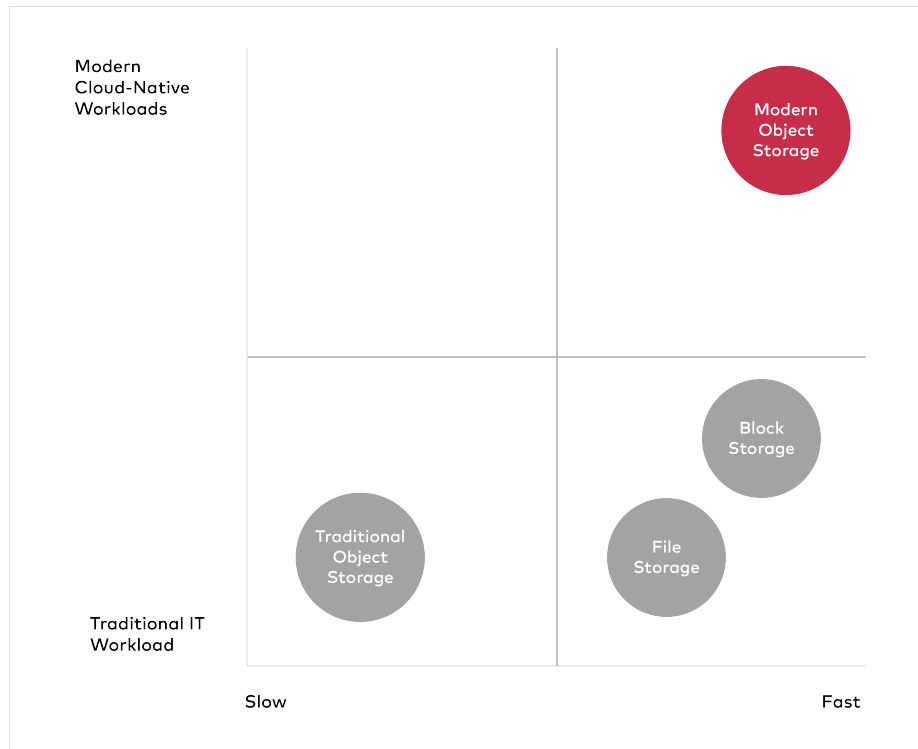 Modern
Cloud-Native
Workloads
Modern
Object
Storage
Block
Storage
Traditional
Object
Storage
File
Storage
Traditional IT
Workload
Slow
Fast